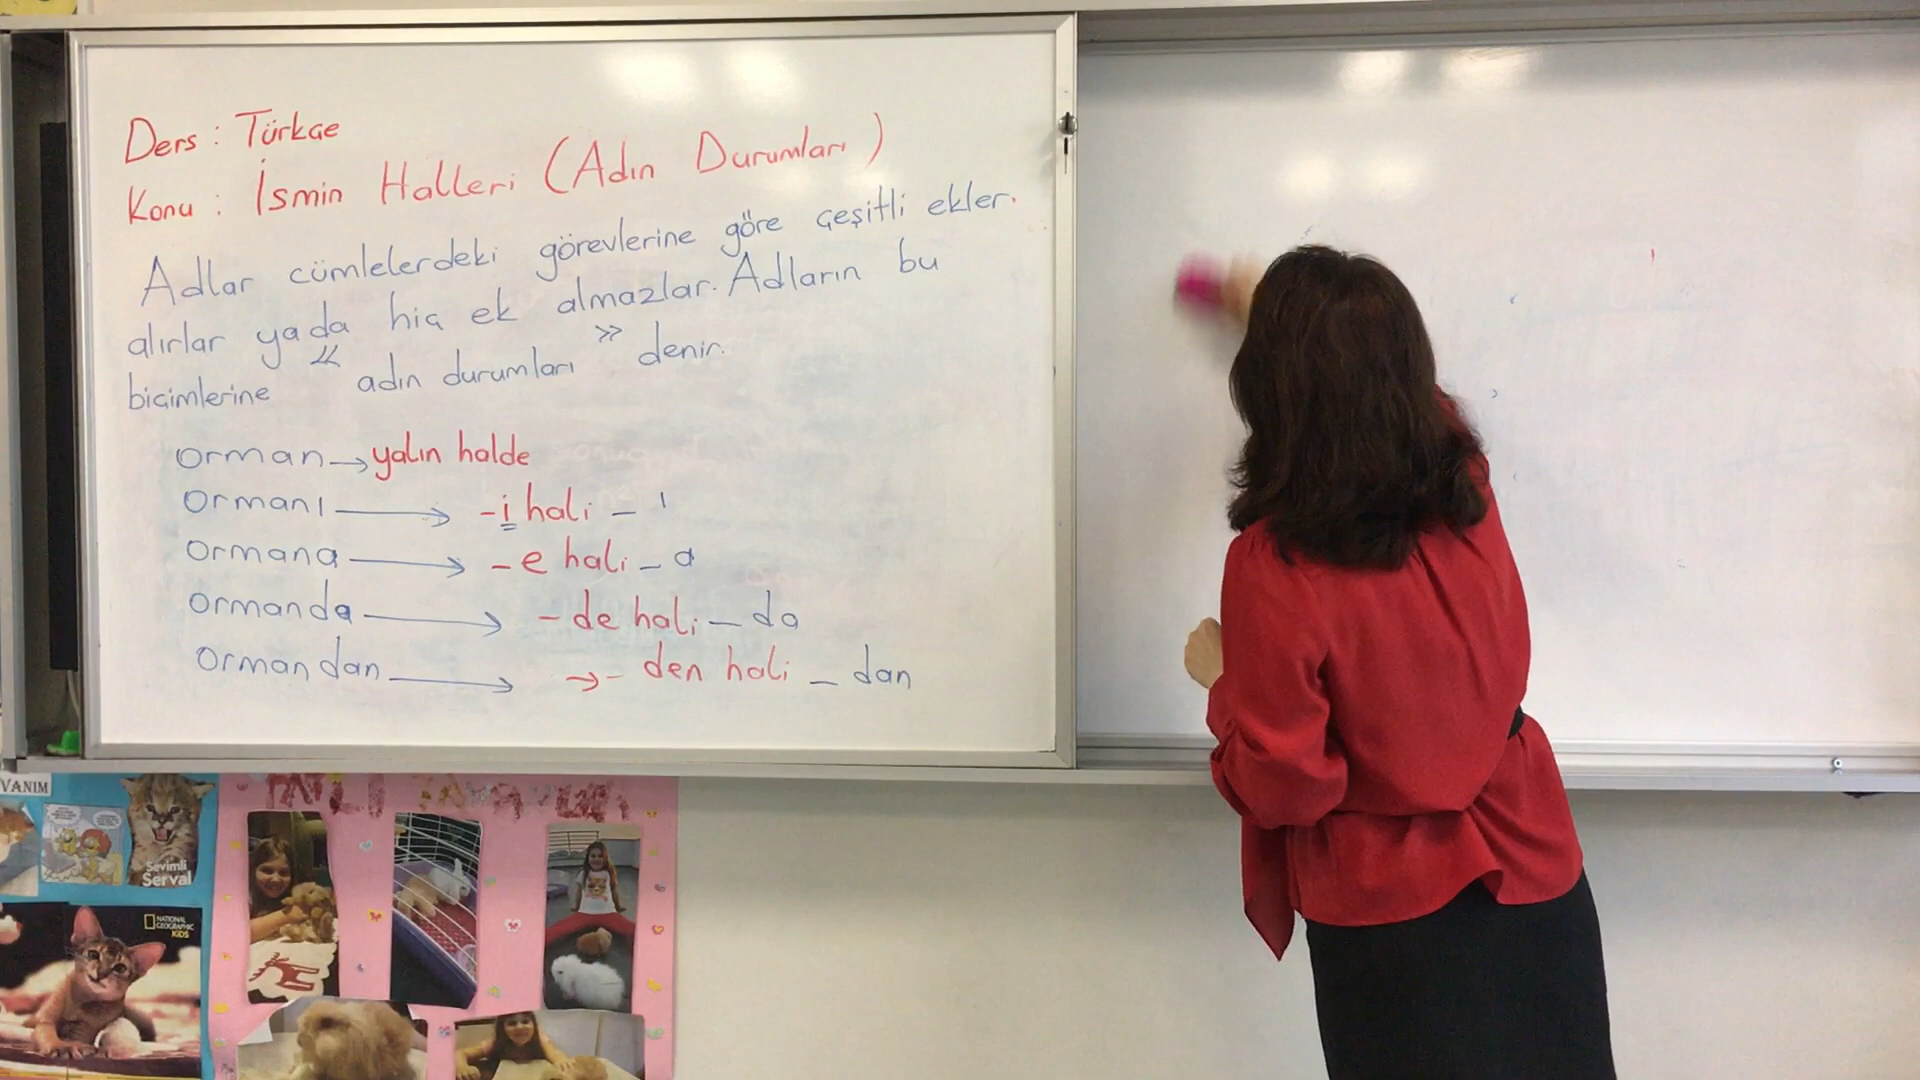 Ders : Türkçe
Konu : İsmin Halleri (Adın Durumları)
Adlar cümlelerdeki görevlerine göre çeşitli ekler.
alırlar yada hiç ek almazlar. Adların bu
biçimlerine « adın durumları » denir.
orman → yalın halde
ormanı → -i hali - ı
ormana → -e hali - a
ormanda → - de hali - da
ormandan → → - den hali - dan
VANIM
Sevimli
Serval
NATIONAL
GEOGRAPHIC
KiDS